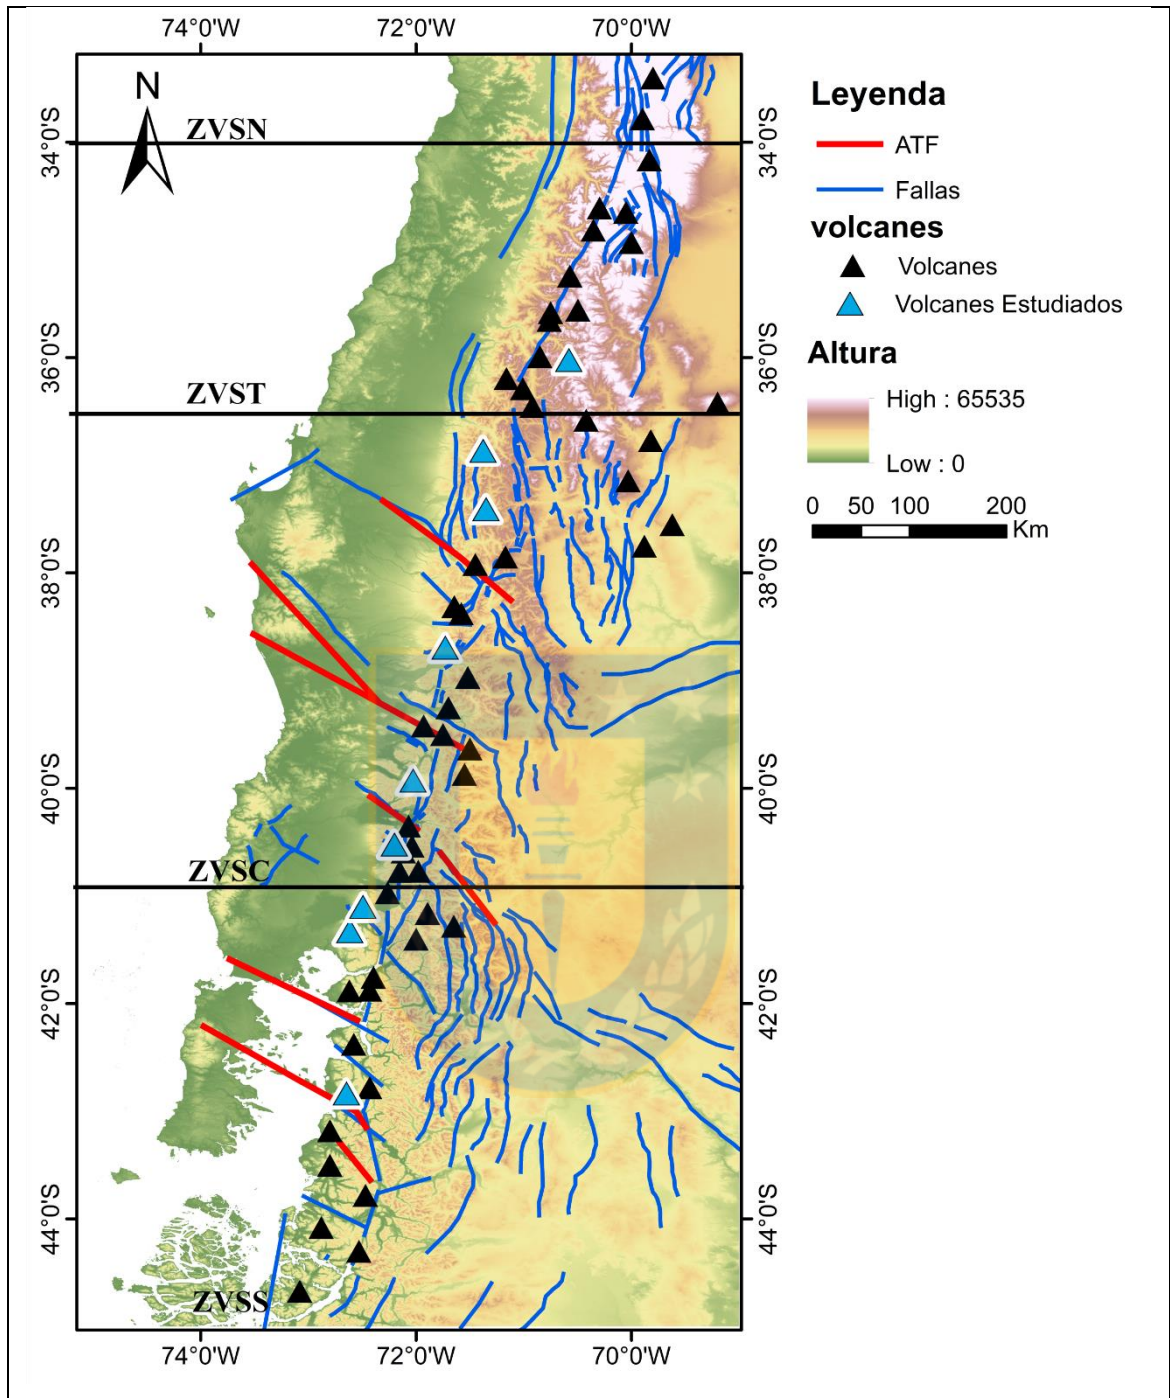 74°0'W 72°0'W 70°0'W
N
ZVSN
34°0'S 34°0'S
36°0'S 36°0'S
ZVST
38°0'S 38°0'S
40°0'S 40°0'S
ZVSC
42°0'S 42°0'S
44°0'S 44°0'S
ZVSS
74°0'W 72°0'W 70°0'W
Leyenda
ATF
Fallas
volcanes
Volcanes
Volcanes Estudiados
Altura
High : 65535
Low : 0
0 50 100 200
Km